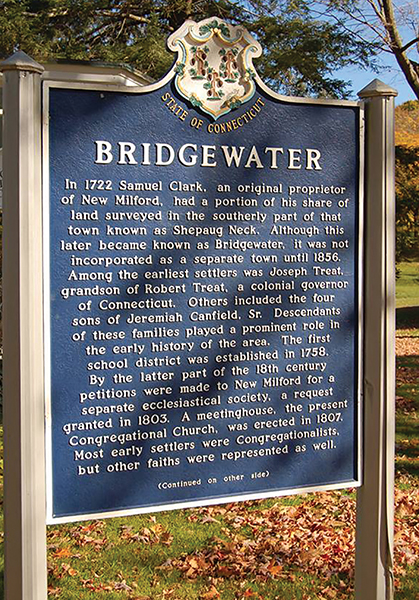 STATE OF CONNECTICUT
BRIDGEWATER
In 1722 Samuel Clark, an original proprietor
of New Milford, had a portion of his share of
land surveyed in the southerly part of that
town known as Shepaug Neck. Although this
later became known as Bridgewater, it was not
incorporated as a separate town until 1856.
Among the earliest settlers was Joseph Treat,
grandson of Robert Treat, a colonial governor
of Connecticut. Others included the four
sons of Jeremiah Canfield, Sr. Descendants
of these families played a prominent role in
the early history of the area. The first
school district was established in 1758.
By the latter part of the 18th century
petitions were made to New Milford for a
separate ecclesiastical society, a request
granted in 1803. A meetinghouse, the present
Congregational Church, was erected in 1807.
Most early settlers were Congregationalists,
but other faiths were represented as well.
(Continued on other side)